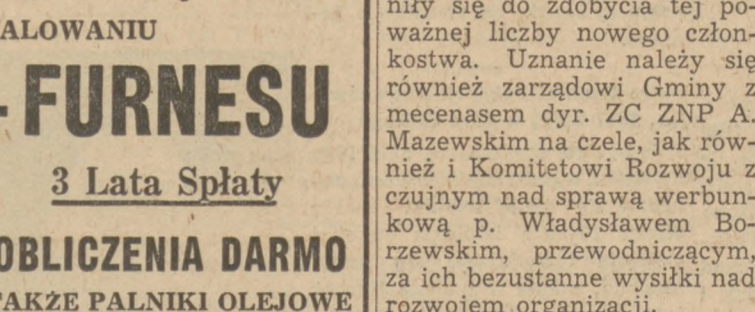 ALOWANIU
- FURNESU
3 Lata Spłaty
OBLICZENIA DARMO
TAKŻE PALNIKI OLEJOWE
niły się do zdobycia tej po-
ważnej liczby nowego człon-
kostwa. Uznanie należy się
również zarządowi Gminy z
mecenasem dyr. ZC ZNP A.
Mazewskim na czele, jak rów-
nież i Komitetowi Rozwoju z
czujnym nad sprawą werbun-
kową p. Władysławem Bo-
rzewskim, przewodniczącym,
za ich bezustanne wysiłki nad
rozwojem organizacji.